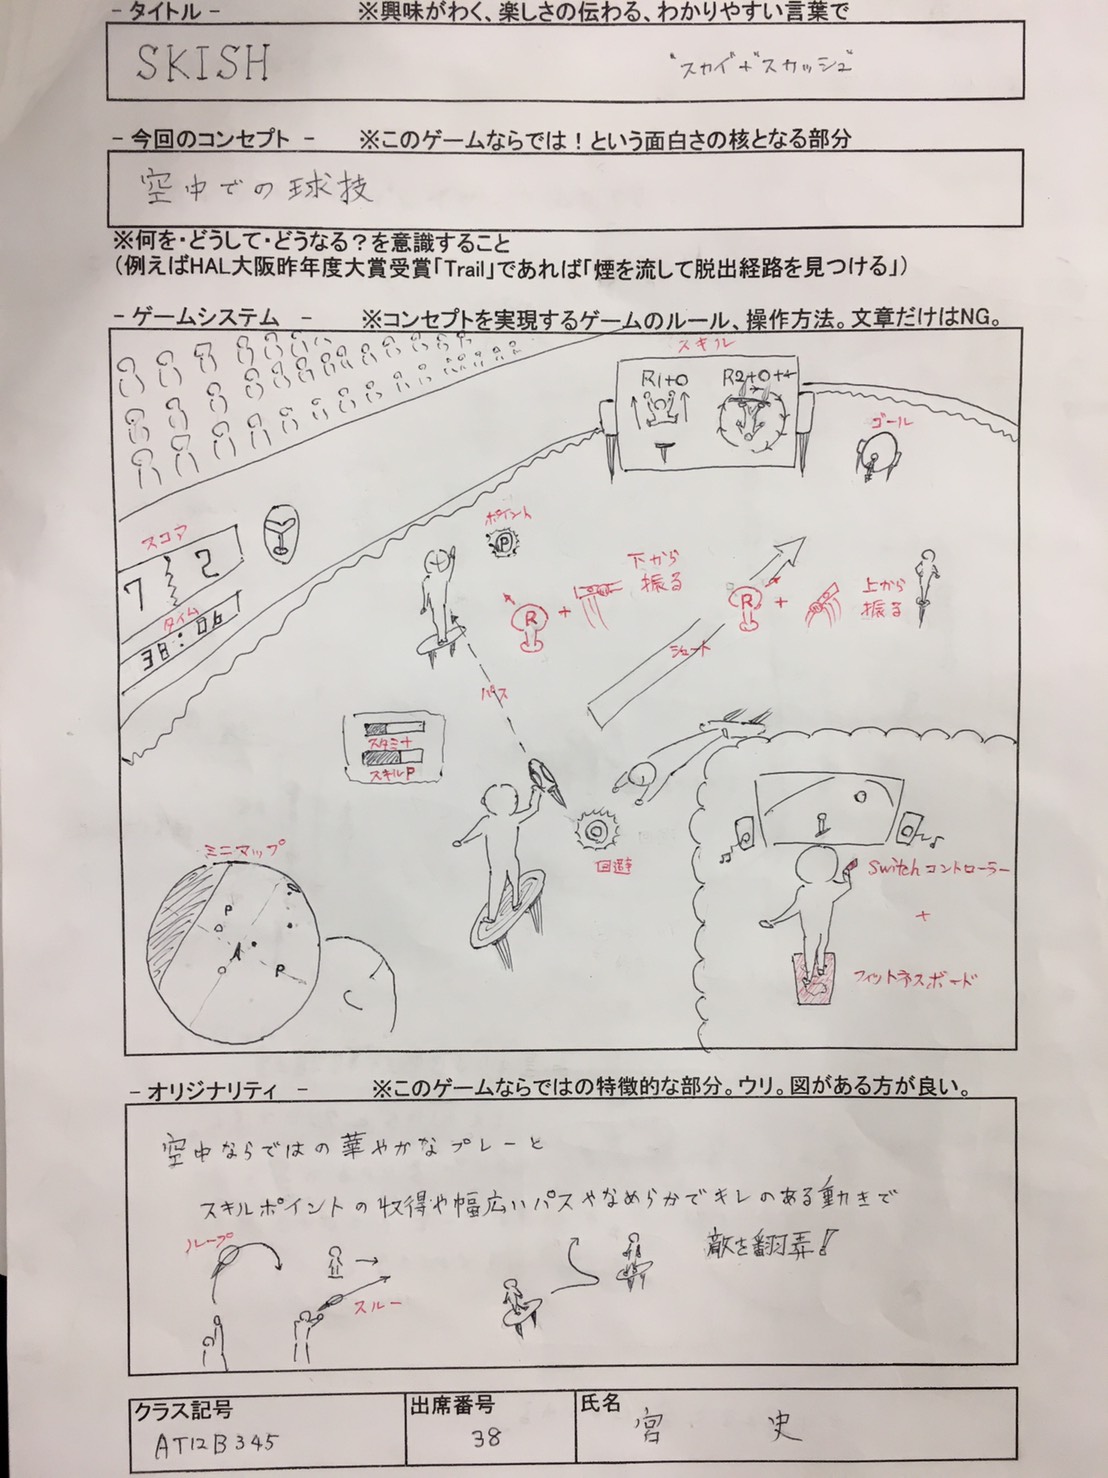 - タイトル - ※興味がわく、楽しさの伝わる、わかりやすい言葉で
SKISH "スカイ"+"スカッシュ"
- 今回のコンセプト - ※このゲームならでは！という面白さの核となる部分
空中での球技
※何を・どうして・どうなる？を意識すること
（例えばHAL大阪昨年度大賞受賞「Trail」であれば「煙を流して脱出経路を見つける」）
- ゲームシステム - ※コンセプトを実現するゲームのルール、操作方法。文章だけはNG。
スキル
R1+O R2+O+
ゴール
スコア
7 2
タイム
38:06
ポイント
P
下から
振る
R +
上から
振る
R +
シュート
パス
スタミナ
スキルP
回避
ミニマップ
P
A
P
Switchコントローラー
+
フィットネスボード
- オリジナリティ - ※このゲームならではの特徴的な部分。ウリ。図がある方が良い。
空中ならではの華やかなプレーと
スキルポイントの収得や幅広いパスやなめらかでキレのある動きで
敵を翻弄!
ループ
スルー
クラス記号 出席番号 氏名
AT12B345 38 宮 史